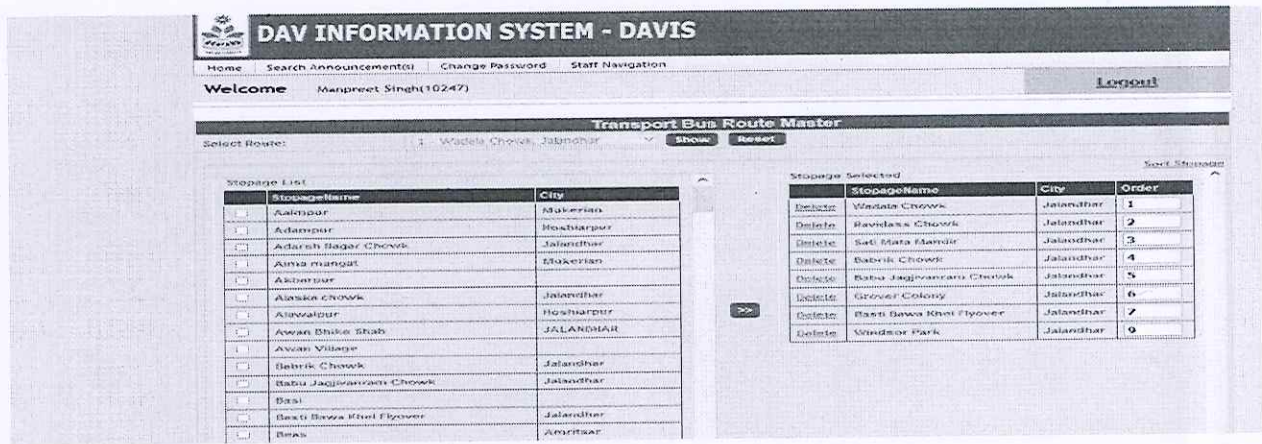 DAV INFORMATION SYSTEM - DAVIS
Home Search Announcement(s) Change Password Staff Navigation
Welcome Manpreet Singh(10247) Logout
Transport Bus Route Master
Select Route: 1 Wadala Chowk, Jalandhar Show Reset
Sort Stopage
Stopage List
StopageName City
Aalmpur Mukerian
Adampur Hoshiarpur
Adarsh Nagar Chowk Jalandhar
Aima mangat Mukerian
Akbarpur
Alaska chowk Jalandhar
Alawalpur Hoshiarpur
Awan Bhike Shah JALANDHAR
Awan Village
Babrik Chowk Jalandhar
Babu Jagjivanram Chowk Jalandhar
Basi
Basti Bawa Khel Flyover Jalandhar
Beas Amritsar
>>
Stopage Selected
StopageName City Order
Delete Wadala Chowk Jalandhar 1
Delete Ravidass Chowk Jalandhar 2
Delete Sati Mata Mandir Jalandhar 3
Delete Babrik Chowk Jalandhar 4
Delete Babu Jagjivanram Chowk Jalandhar 5
Delete Grover Colony Jalandhar 6
Delete Basti Bawa Khel Flyover Jalandhar 7
Delete Windsor Park Jalandhar 9